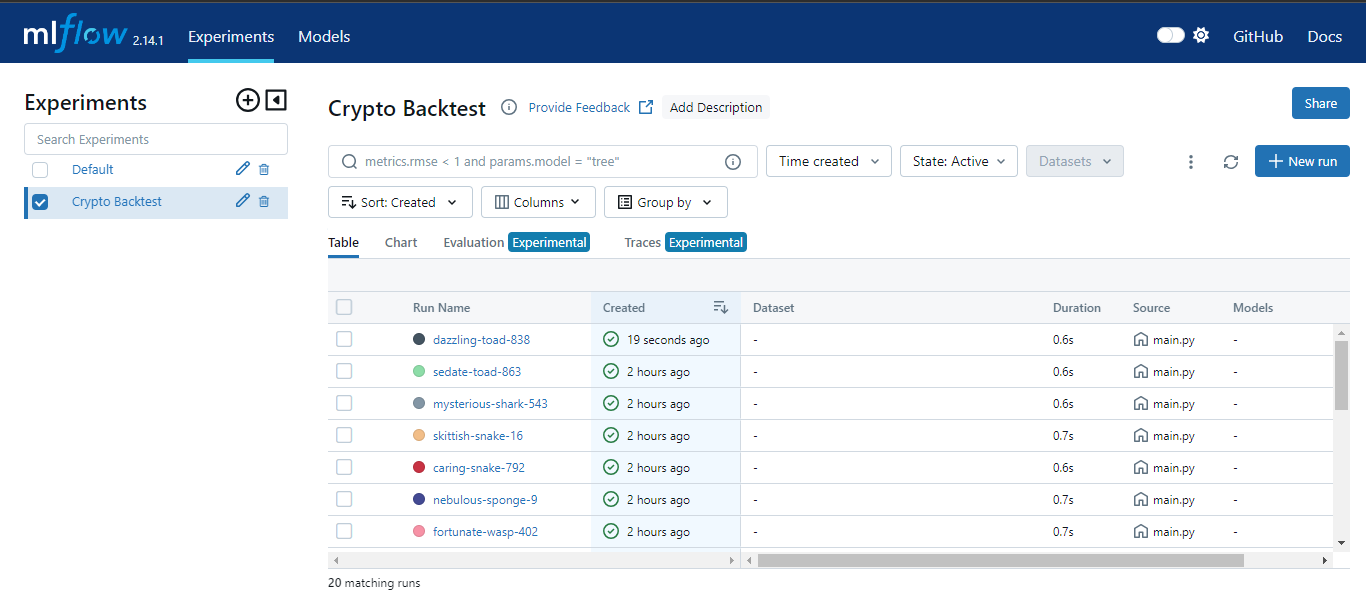 mlflow 2.14.1 Experiments Models GitHub Docs
Experiments
Search Experiments
Default
Crypto Backtest
Crypto Backtest Provide Feedback Add Description Share
metrics.rmse < 1 and params.model = "tree" Time created State: Active Datasets New run
Sort: Created Columns Group by
Table Chart Evaluation Experimental Traces Experimental
Run Name Created Dataset Duration Source Models
dazzling-toad-838 19 seconds ago - 0.6s main.py -
sedate-toad-863 2 hours ago - 0.6s main.py -
mysterious-shark-543 2 hours ago - 0.6s main.py -
skittish-snake-16 2 hours ago - 0.7s main.py -
caring-snake-792 2 hours ago - 0.6s main.py -
nebulous-sponge-9 2 hours ago - 0.7s main.py -
fortunate-wasp-402 2 hours ago - 0.7s main.py -
20 matching runs